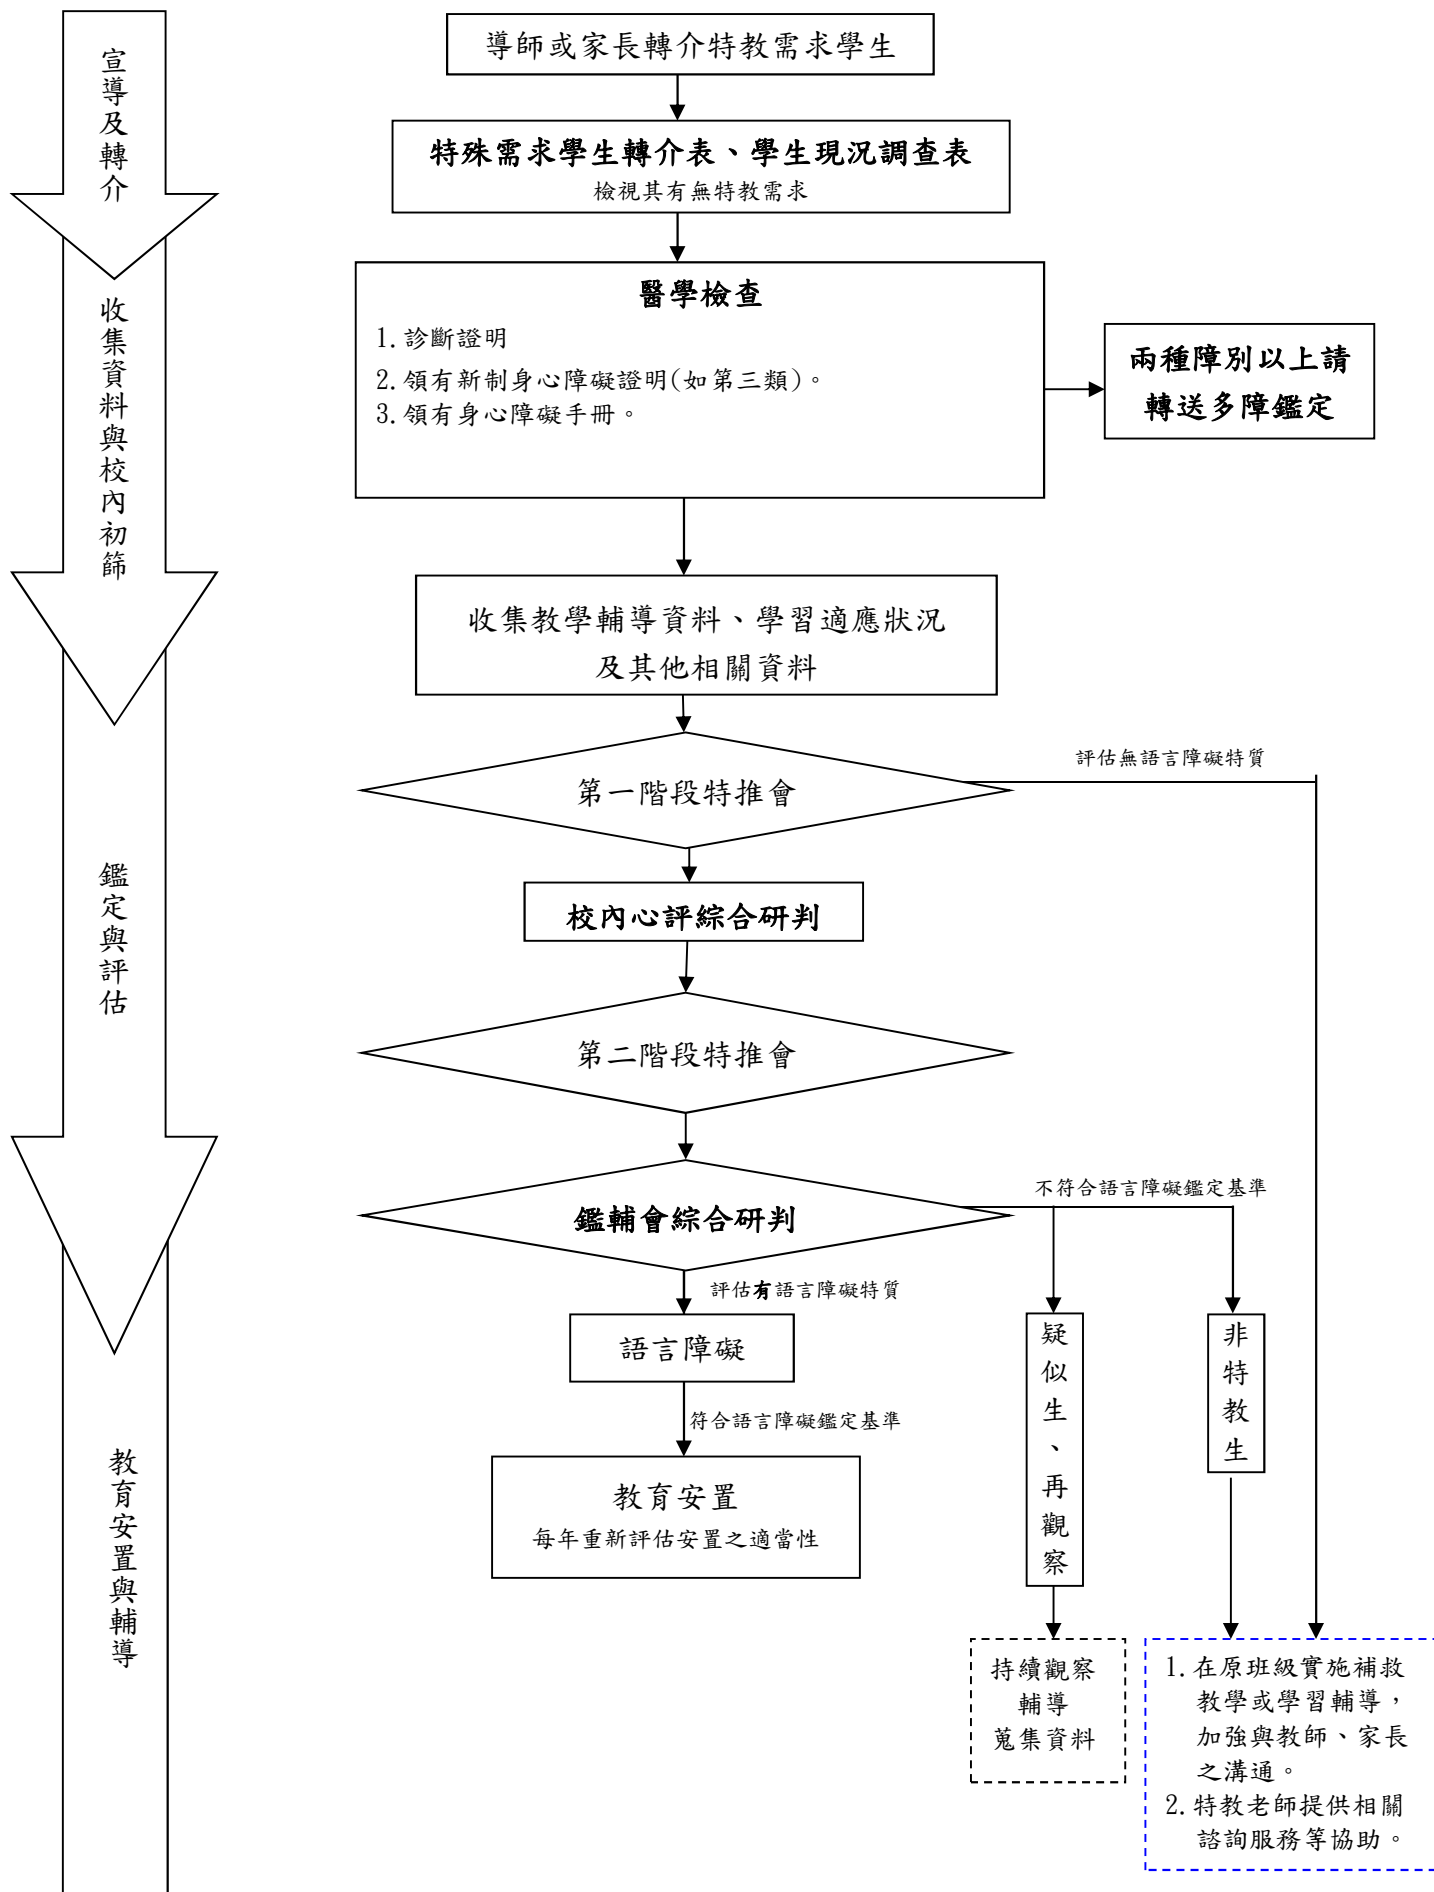 宣導及轉介
導師或家長轉介特教需求學生
特殊需求學生轉介表、學生現況調查表
檢視其有無特教需求
收集資料與校內初篩
醫學檢查
1.診斷證明
2.領有新制身心障礙證明(如第三類)。
3.領有身心障礙手冊。
兩種障別以上請
轉送多障鑑定
收集教學輔導資料、學習適應狀況
及其他相關資料
第一階段特推會
評估無語言障礙特質
鑑定與評估
校內心評綜合研判
第二階段特推會
鑑輔會綜合研判
不符合語言障礙鑑定基準
評估有語言障礙特質
語言障礙
符合語言障礙鑑定基準
教育安置
每年重新評估安置之適當性
疑似生、再觀察
非特教生
教育安置與輔導
持續觀察
輔導
蒐集資料
1.在原班級實施補救
教學或學習輔導，
加強與教師、家長
之溝通。
2.特教老師提供相關
諮詢服務等協助。